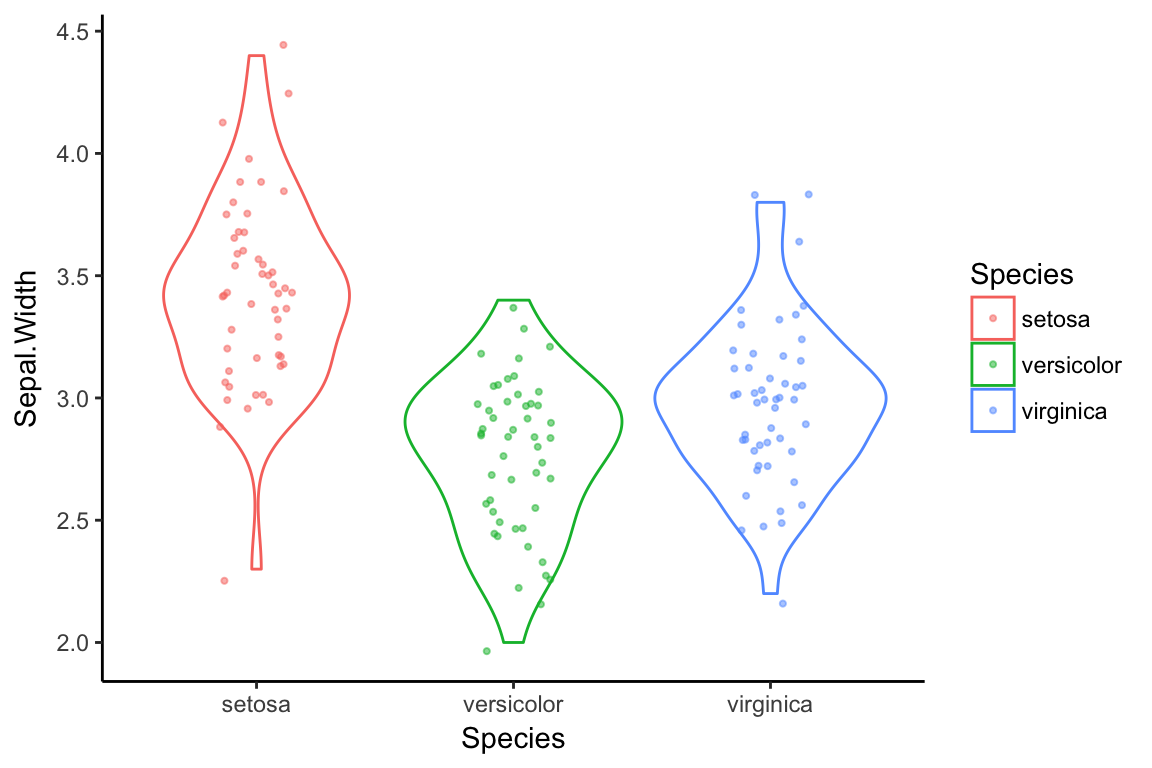 Sepal.Width
4.5
4.0
3.5
3.0
2.5
2.0
setosa versicolor virginica
Species
Species
setosa
versicolor
virginica